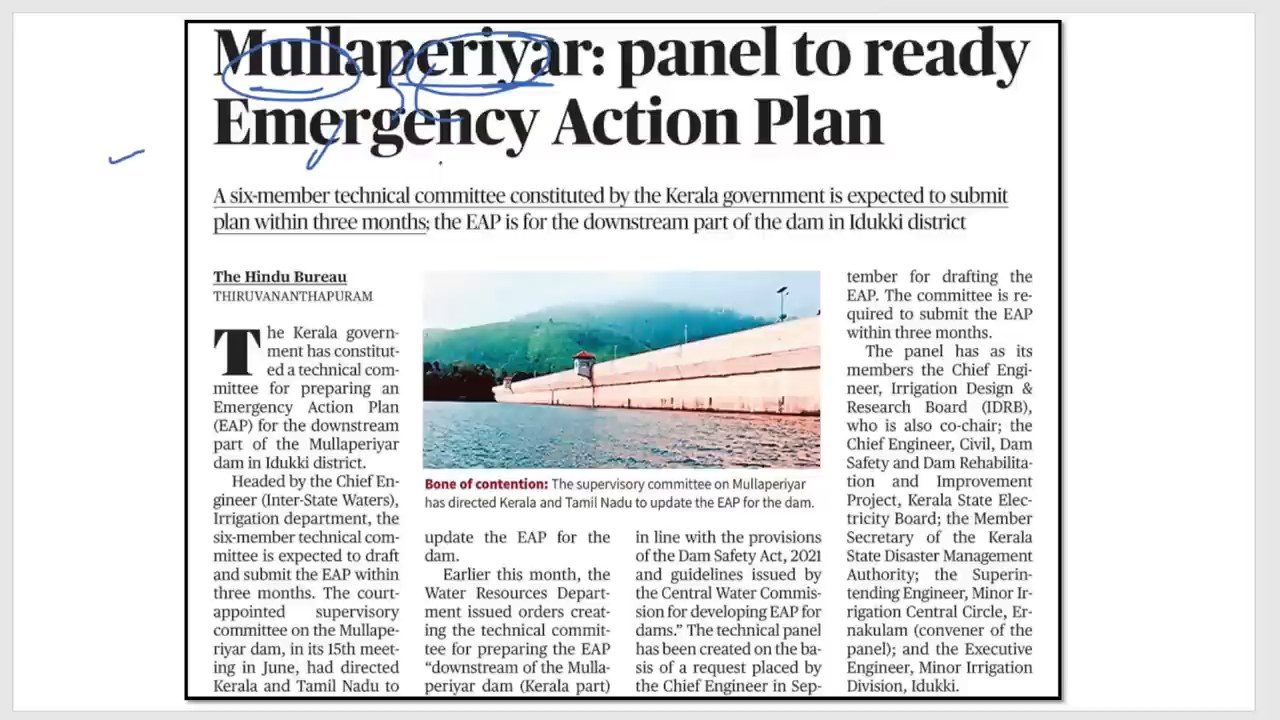 Mullaperiyar: panel to ready
Emergency Action Plan
A six-member technical committee constituted by the Kerala government is expected to submit
plan within three months; the EAP is for the downstream part of the dam in Idukki district
The Hindu Bureau
THIRUVANANTHAPURAM
The Kerala govern-
ment has constitut-
ed a technical com-
mittee for preparing an
Emergency Action Plan
(EAP) for the downstream
part of the Mullaperiyar
dam in Idukki district.
Headed by the Chief En-
gineer (Inter-State Waters),
Irrigation department, the
six-member technical com-
mittee is expected to draft
and submit the EAP within
three months. The court-
appointed supervisory
committee on the Mullape-
riyar dam, in its 15th meet-
ing in June, had directed
Kerala and Tamil Nadu to
Bone of contention: The supervisory committee on Mullaperiyar
has directed Kerala and Tamil Nadu to update the EAP for the dam.
update the EAP for the
dam.
Earlier this month, the
Water Resources Depart-
ment issued orders creat-
ing the technical commit-
tee for preparing the EAP
“downstream of the Mulla-
periyar dam (Kerala part)
in line with the provisions
of the Dam Safety Act, 2021
and guidelines issued by
the Central Water Commis-
sion for developing EAP for
dams.” The technical panel
has been created on the ba-
sis of a request placed by
the Chief Engineer in Sep-
tember for drafting the
EAP. The committee is re-
quired to submit the EAP
within three months.
The panel has as its
members the Chief Engi-
neer, Irrigation Design &
Research Board (IDRB),
who is also co-chair; the
Chief Engineer, Civil, Dam
Safety and Dam Rehabilita-
tion and Improvement
Project, Kerala State Elec-
tricity Board; the Member
Secretary of the Kerala
State Disaster Management
Authority; the Superin-
tending Engineer, Minor Ir-
rigation Central Circle, Er-
nakulam (convener of the
panel); and the Executive
Engineer, Minor Irrigation
Division, Idukki.